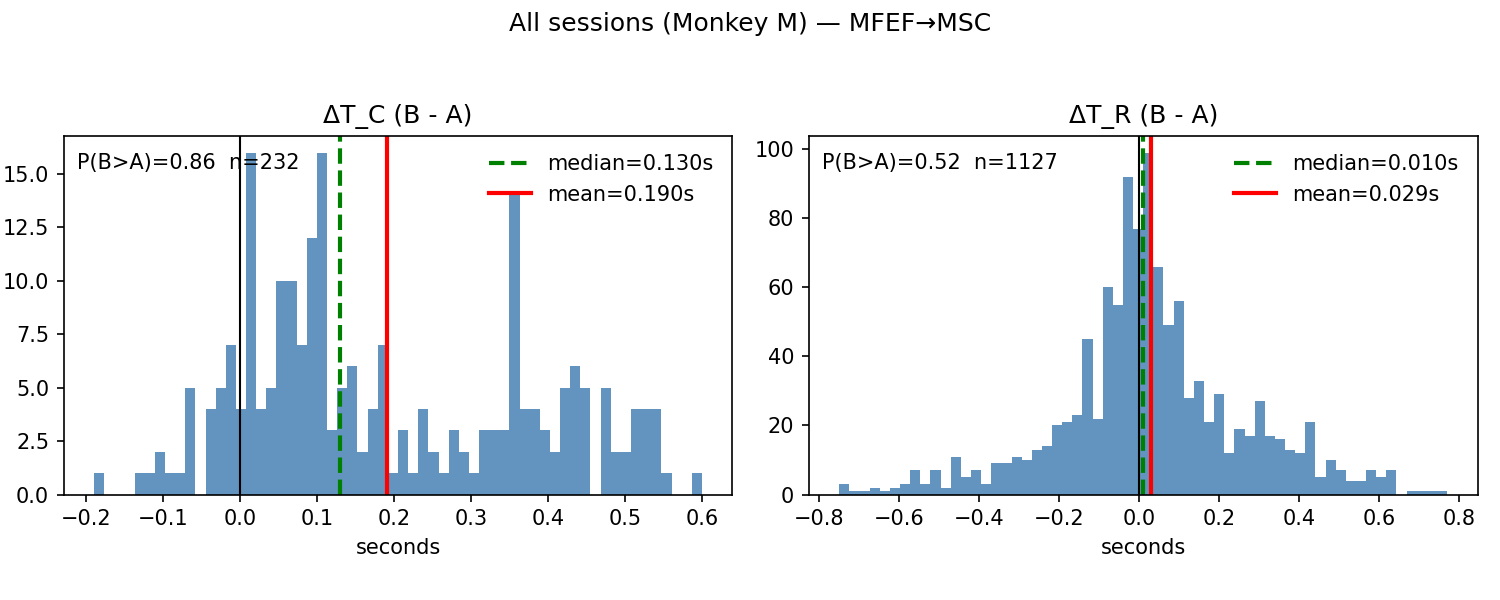 All sessions (Monkey M) — MFEF→MSC
ΔT_C (B - A)
P(B>A)=0.86  n=232
median=0.130s
mean=0.190s
15.0
12.5
10.0
7.5
5.0
2.5
0.0
−0.2 −0.1 0.0 0.1 0.2 0.3 0.4 0.5 0.6
seconds
ΔT_R (B - A)
P(B>A)=0.52  n=1127
median=0.010s
mean=0.029s
100
80
60
40
20
0
−0.8 −0.6 −0.4 −0.2 0.0 0.2 0.4 0.6 0.8
seconds